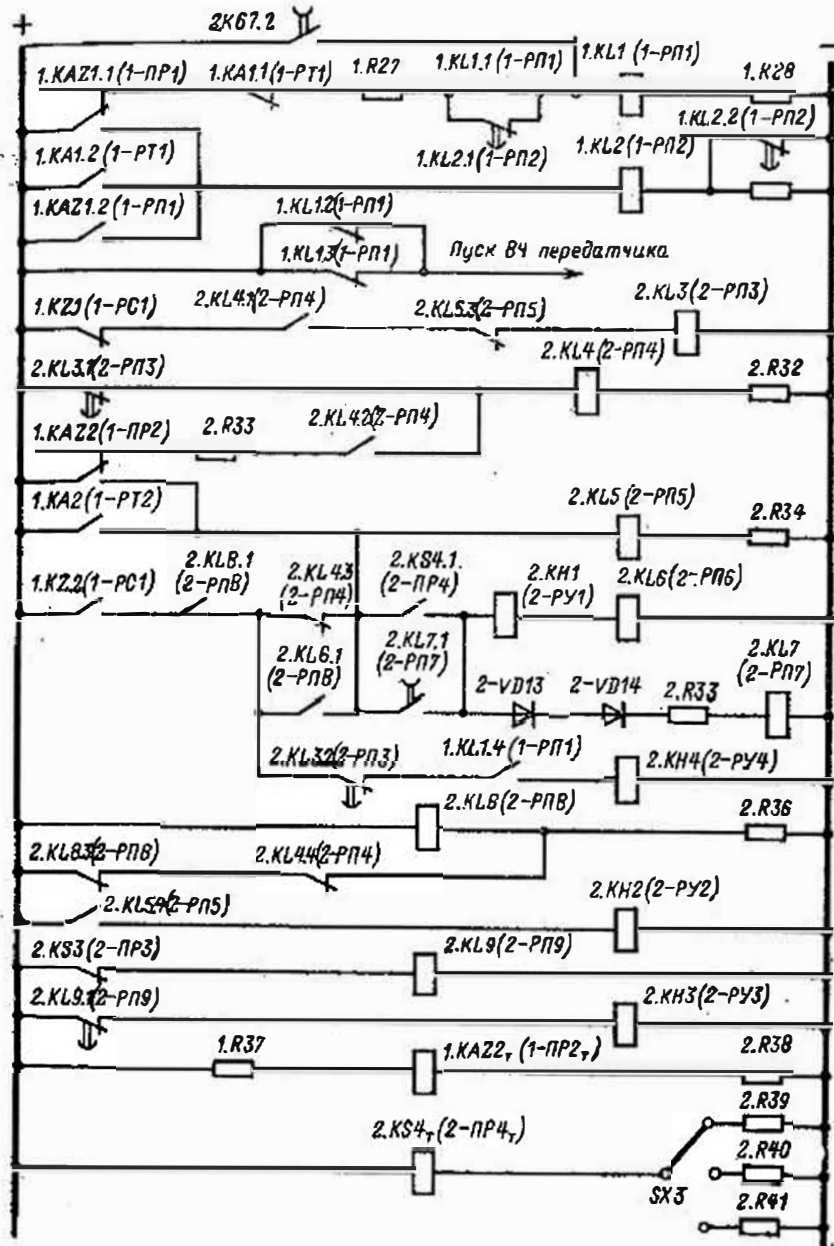 +
2К67.2
1.KAZ1.1 (1-ПР1)
1.KA1.1 (1-РТ1)
1.R27
1.KL1.1 (1-РП1)
1.KL1 (1-РП1)
1.R28
1.KL2.2 (1-РП2)
1.KA1.2 (1-РТ1)
1.KL2.1 (1-РП2)
1.KL2 (1-РП2)
1.KAZ1.2 (1-РП1)
1.KL1.2 (1-РП1)
1.KL1.3 (1-РП1)
Пуск ВЧ передатчика
1.KZ1 (1-РС1)
2.KL4.1 (2-РП4)
2.KL5.3 (2-РП5)
2.KL3 (2-РП3)
2.KL3.1 (2-РП3)
2.KL4 (2-РП4)
2.R32
1.KAZ2 (1-ПР2)
2.R33
2.KL4.2 (2-РП4)
1.KA2 (1-РТ2)
2.KL5 (2-РП5)
2.R34
1.KZ.2 (1-РС1)
2.KL8.1
(2-РП8)
2.KL4.3
(2-РП4)
2.KS4.1.
(2-ПР4)
2.KH1
(2-РУ1)
2.KL6 (2-РП6)
2.KL6.1
(2-РП8)
2.KL7.1
(2-РП7)
2-VD13
2-VD14
2.R33
2.KL7
(2-РП7)
2.KL3.2 (2-РП3)
1.KL1.4 (1-РП1)
2.KH4 (2-РУ4)
2.KL8 (2-РП8)
2.R36
2.KL8.3 (2-РП8)
2.KL4.4 (2-РП4)
2.KL5.4 (2-РП5)
2.KH2 (2-РУ2)
2.KS3 (2-ПР3)
2.KL9 (2-РП9)
2.KL9.1 (2-РП9)
2.KH3 (2-РУ3)
1.R37
1.KAZ2т (1-ПР2т)
2.R38
2.KS4т (2-ПР4т)
2.R39
2.R40
SX3
2.R41